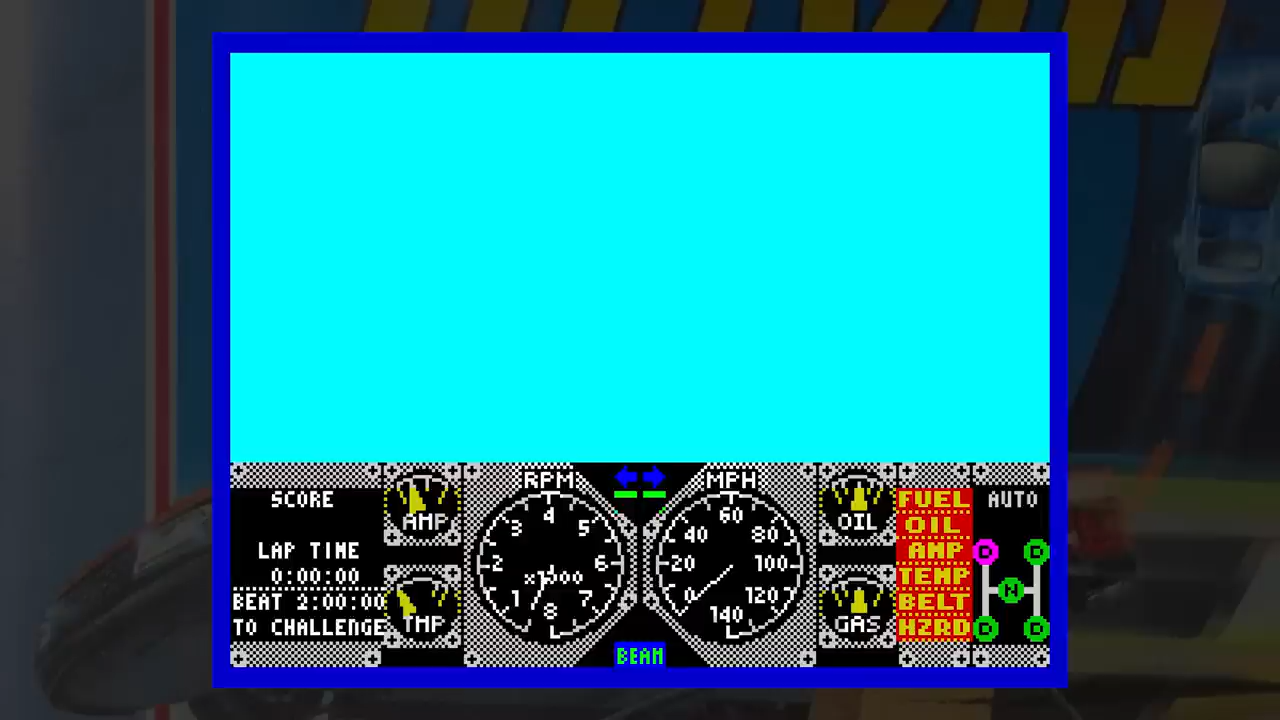 RPM
MPH
SCORE
LAP TIME
0:00:00
BEAT 2:00:00
TO CHALLENGE
AMP
TMP
1
2
3
4
5
6
7
8
x1000
0
20
40
60
80
100
120
140
BEAM
OIL
GAS
FUEL
OIL
AMP
TEMP
BELT
HZRD
AUTO
D
N